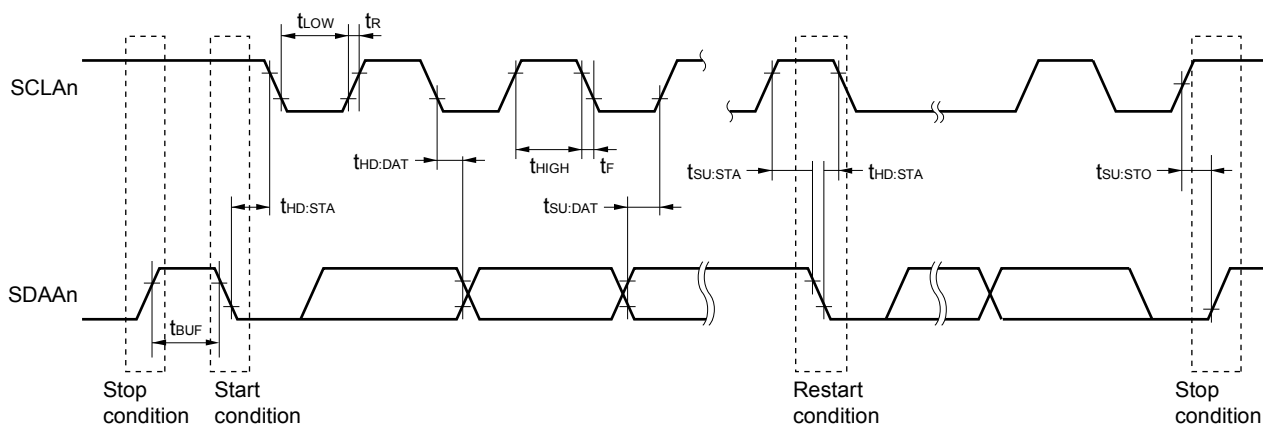 tLOW
tR
SCLAn
tHD:DAT
tHIGH
tF
tSU:STA
tHD:STA
tSU:STO
tHD:STA
tSU:DAT
SDAAn
tBUF
Stop
condition
Start
condition
Restart
condition
Stop
condition